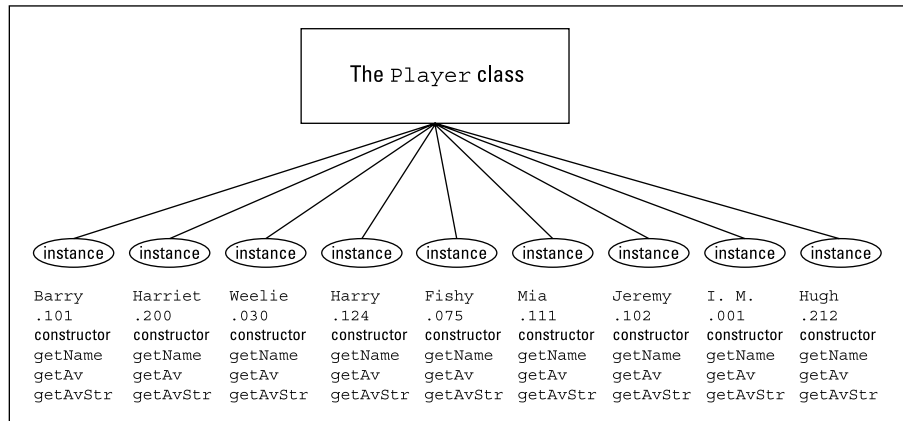 The Player class
instance instance instance instance instance instance instance instance instance
Barry Harriet Weelie Harry Fishy Mia Jeremy I. M. Hugh
.101 .200 .030 .124 .075 .111 .102 .001 .212
constructor constructor constructor constructor constructor constructor constructor constructor constructor
getName getName getName getName getName getName getName getName getName
getAv getAv getAv getAv getAv getAv getAv getAv getAv
getAvStr getAvStr getAvStr getAvStr getAvStr getAvStr getAvStr getAvStr getAvStr